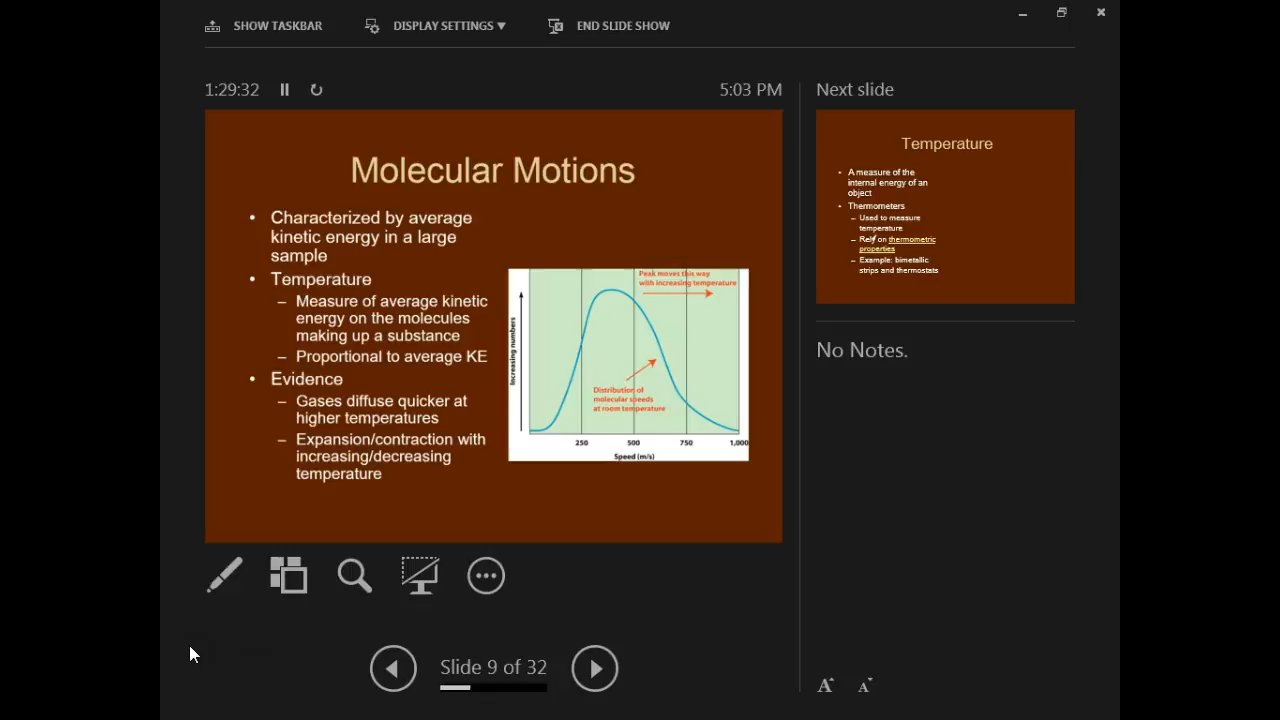 SHOW TASKBAR
DISPLAY SETTINGS ▼
END SLIDE SHOW
1:29:32
5:03 PM
Molecular Motions
• Characterized by average
kinetic energy in a large
sample
• Temperature
– Measure of average kinetic
energy on the molecules
making up a substance
– Proportional to average KE
• Evidence
– Gases diffuse quicker at
higher temperatures
– Expansion/contraction with
increasing/decreasing
temperature
Peak moves this way
with increasing temperature
Increasing numbers
Distribution of
molecular speeds
at room temperature
250 500 750 1,000
Speed (m/s)
Next slide
Temperature
• A measure of the
internal energy of an
object
• Thermometers
– Used to measure
temperature
– Rely on thermometric
properties
– Example: bimetallic
strips and thermostats
No Notes.
Slide 9 of 32
A A